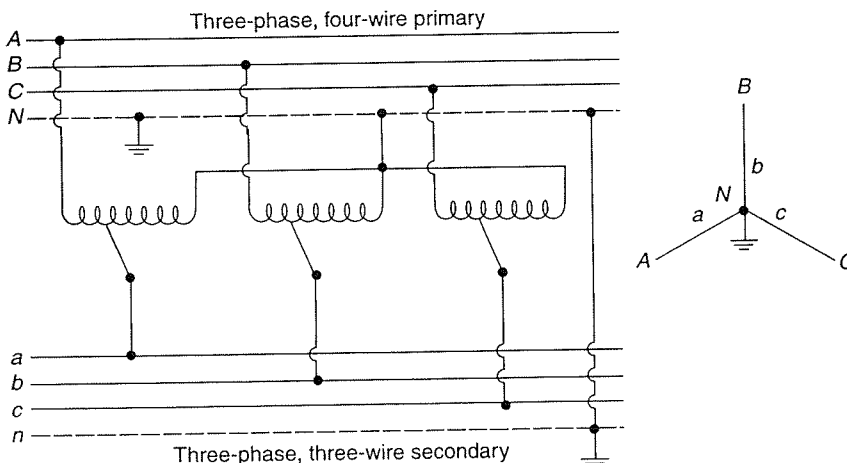 Three-phase, four-wire primary
A
B
C
N
a
b
c
n
Three-phase, three-wire secondary
B
b
N
a
c
A
C